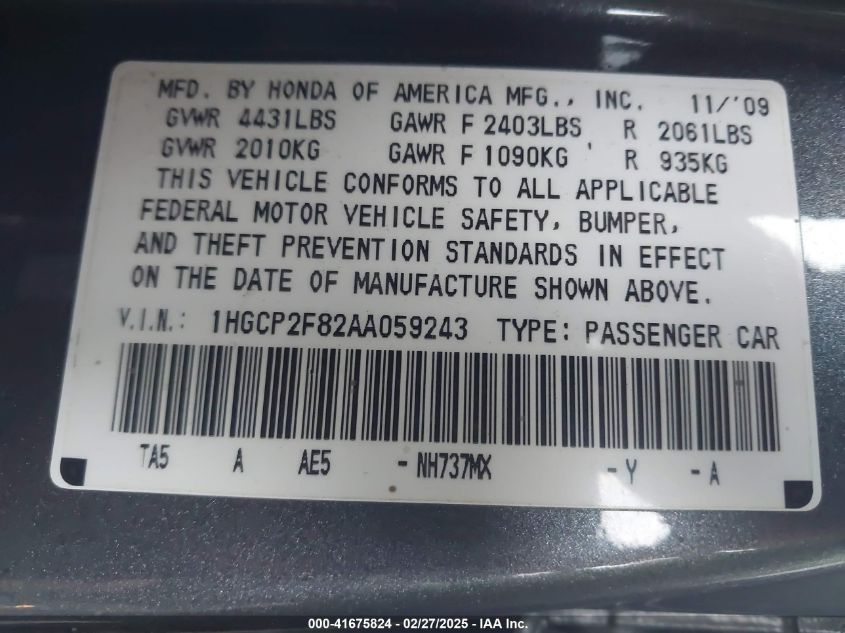 MFD. BY HONDA OF AMERICA MFG., INC. 11/'09
GVWR 4431LBS GAWR F 2403LBS R 2061LBS
GVWR 2010KG GAWR F 1090KG ' R 935KG
THIS VEHICLE CONFORMS TO ALL APPLICABLE
FEDERAL MOTOR VEHICLE SAFETY, BUMPER,
AND THEFT PREVENTION STANDARDS IN EFFECT
ON THE DATE OF MANUFACTURE SHOWN ABOVE.
V.I.N.: 1HGCP2F82AA059243 TYPE: PASSENGER CAR
TA5 A AE5 - NH737MX - Y - A
000-41675824 - 02/27/2025 - IAA Inc.